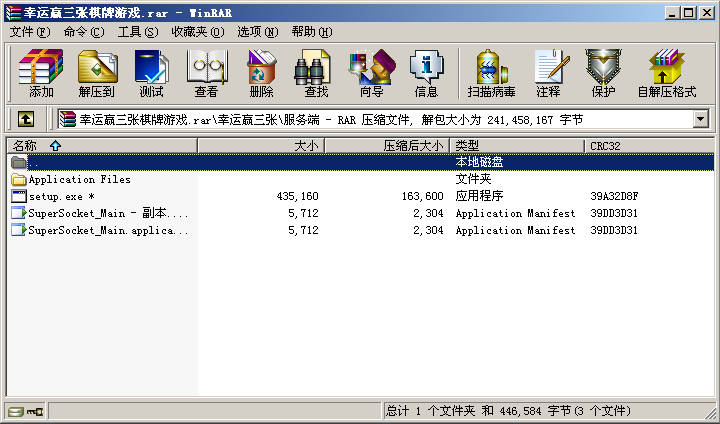 幸运赢三张棋牌游戏.rar - WinRAR
文件(F) 命令(C) 工具(S) 收藏夹(O) 选项(N) 帮助(H)
添加 解压到 测试 查看 删除 查找 向导 信息 扫描病毒 注释 保护 自解压格式
幸运赢三张棋牌游戏.rar\幸运赢三张\服务端 - RAR 压缩文件, 解包大小为 241,458,167 字节
名称 大小 压缩后大小 类型 CRC32
.. 本地磁盘
Application Files 文件夹
setup.exe * 435,160 163,600 应用程序 39A32D8F
SuperSocket_Main - 副本.... 5,712 2,304 Application Manifest 39DD3D31
SuperSocket_Main.applica... 5,712 2,304 Application Manifest 39DD3D31
总计 1 个文件夹 和 446,584 字节(3 个文件)